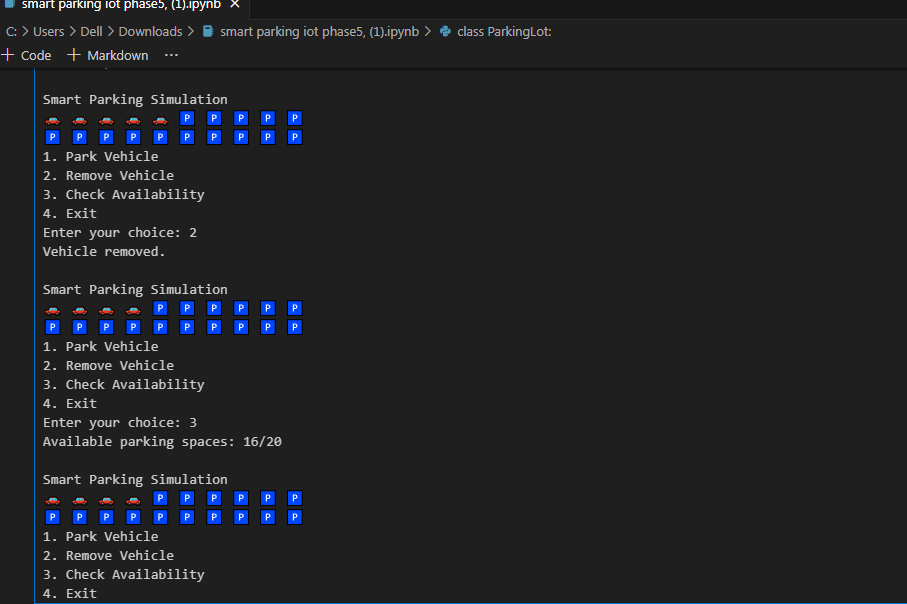 smart parking iot phase5, (1).ipynb ×
C: > Users > Dell > Downloads > smart parking iot phase5, (1).ipynb > class ParkingLot:
+ Code + Markdown ...
Smart Parking Simulation
🚗 🚗 🚗 🚗 🚗 🅿 🅿 🅿 🅿 🅿
🅿 🅿 🅿 🅿 🅿 🅿 🅿 🅿 🅿 🅿
1. Park Vehicle
2. Remove Vehicle
3. Check Availability
4. Exit
Enter your choice: 2
Vehicle removed.
Smart Parking Simulation
🚗 🚗 🚗 🚗 🅿 🅿 🅿 🅿 🅿 🅿
🅿 🅿 🅿 🅿 🅿 🅿 🅿 🅿 🅿 🅿
1. Park Vehicle
2. Remove Vehicle
3. Check Availability
4. Exit
Enter your choice: 3
Available parking spaces: 16/20
Smart Parking Simulation
🚗 🚗 🚗 🚗 🅿 🅿 🅿 🅿 🅿 🅿
🅿 🅿 🅿 🅿 🅿 🅿 🅿 🅿 🅿 🅿
1. Park Vehicle
2. Remove Vehicle
3. Check Availability
4. Exit